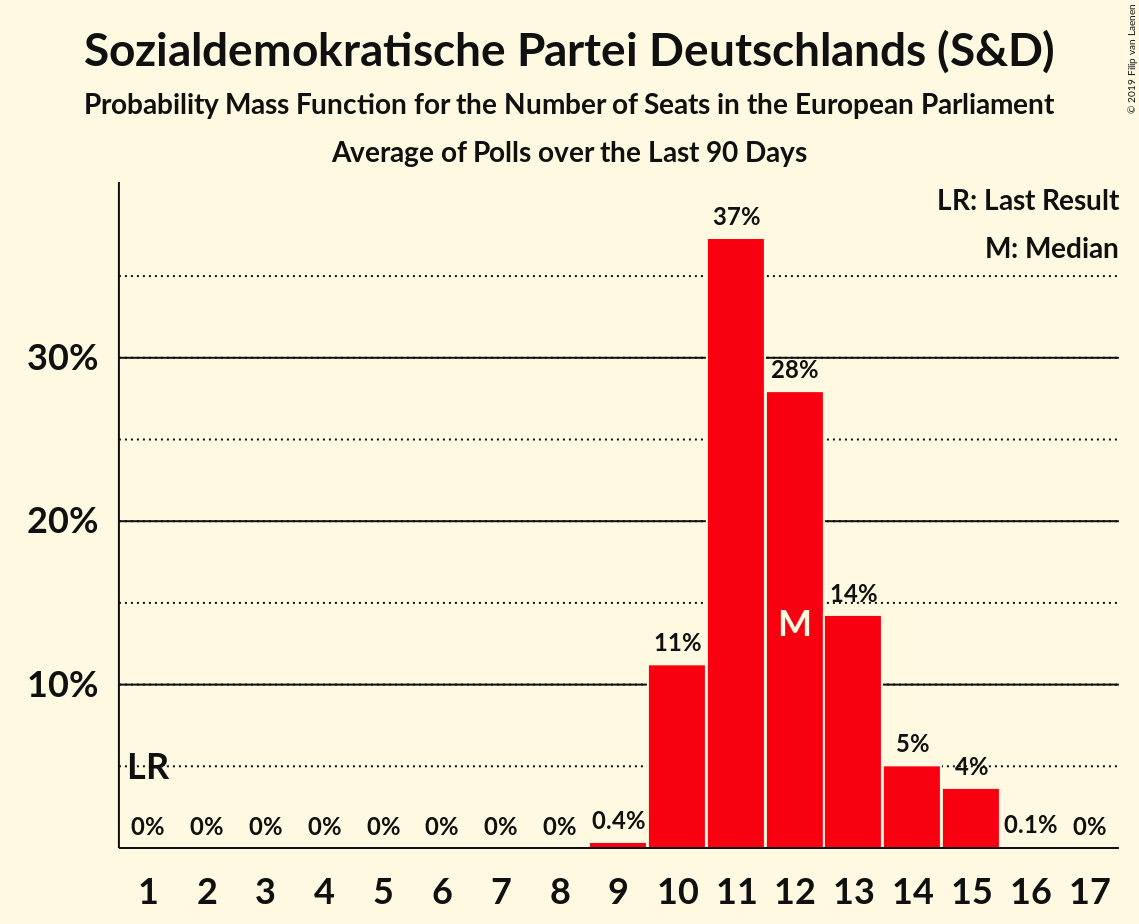 Sozialdemokratische Partei Deutschlands (S&D)
Probability Mass Function for the Number of Seats in the European Parliament
Average of Polls over the Last 90 Days
© 2019 Filip van Laenen
LR: Last Result
M: Median
37%
30%
28%
20%
14%
M
11%
10%
5%
LR
4%
0% 0% 0% 0% 0% 0% 0% 0% 0.4% 0.1% 0%
1 2 3 4 5 6 7 8 9 10 11 12 13 14 15 16 17